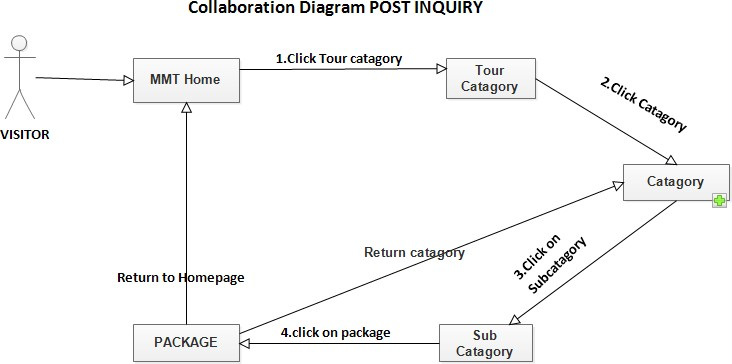 Collaboration Diagram POST INQUIRY
1.Click Tour catagory
MMT Home
Tour
Catagory
2.Click Catagory
VISITOR
Catagory
Return catagory
3.Click on
Subcatagory
Return to Homepage
PACKAGE
4.click on package
Sub
Catagory